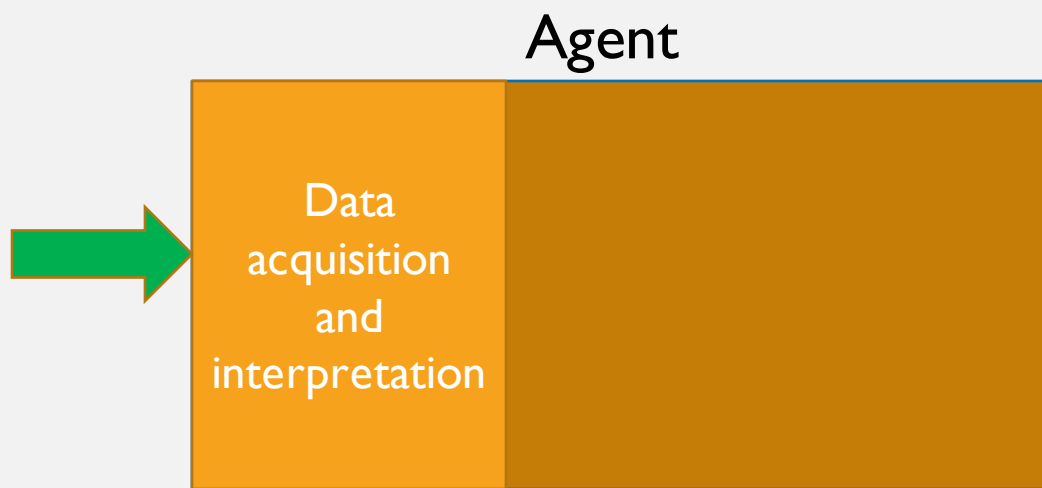 Agent
Data
acquisition
and
interpretation